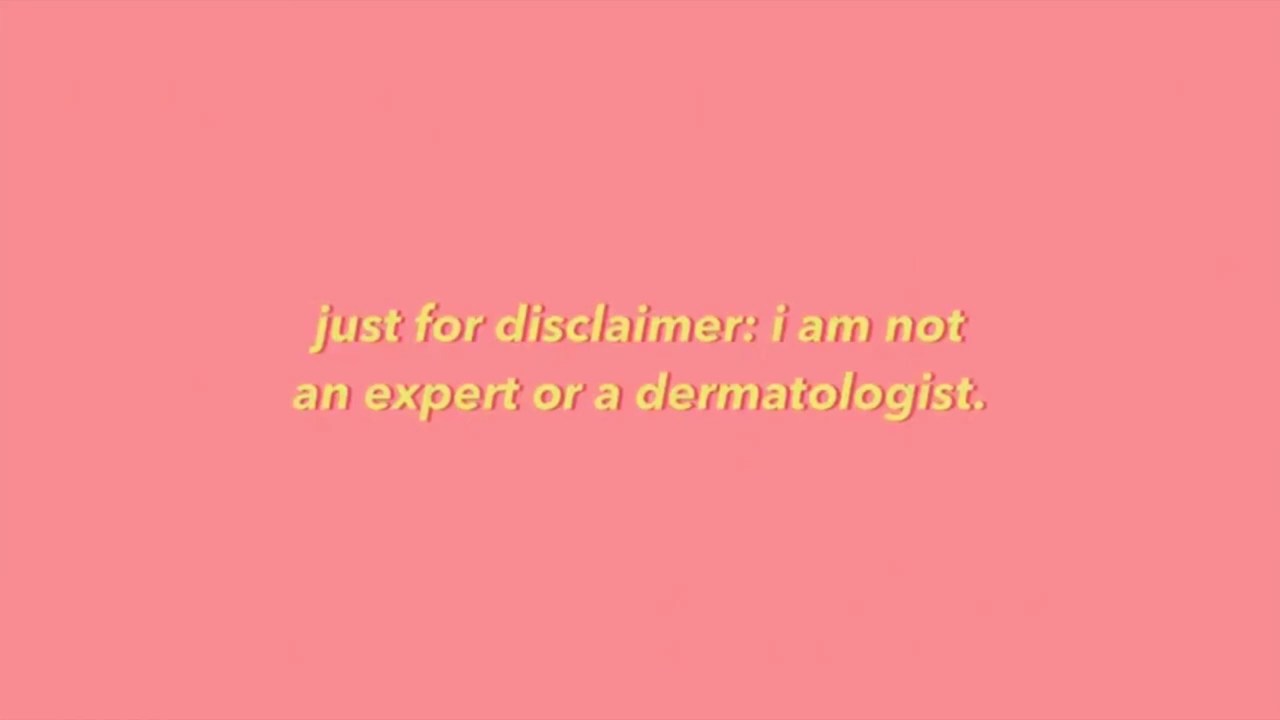 just for disclaimer: i am not
an expert or a dermatologist.